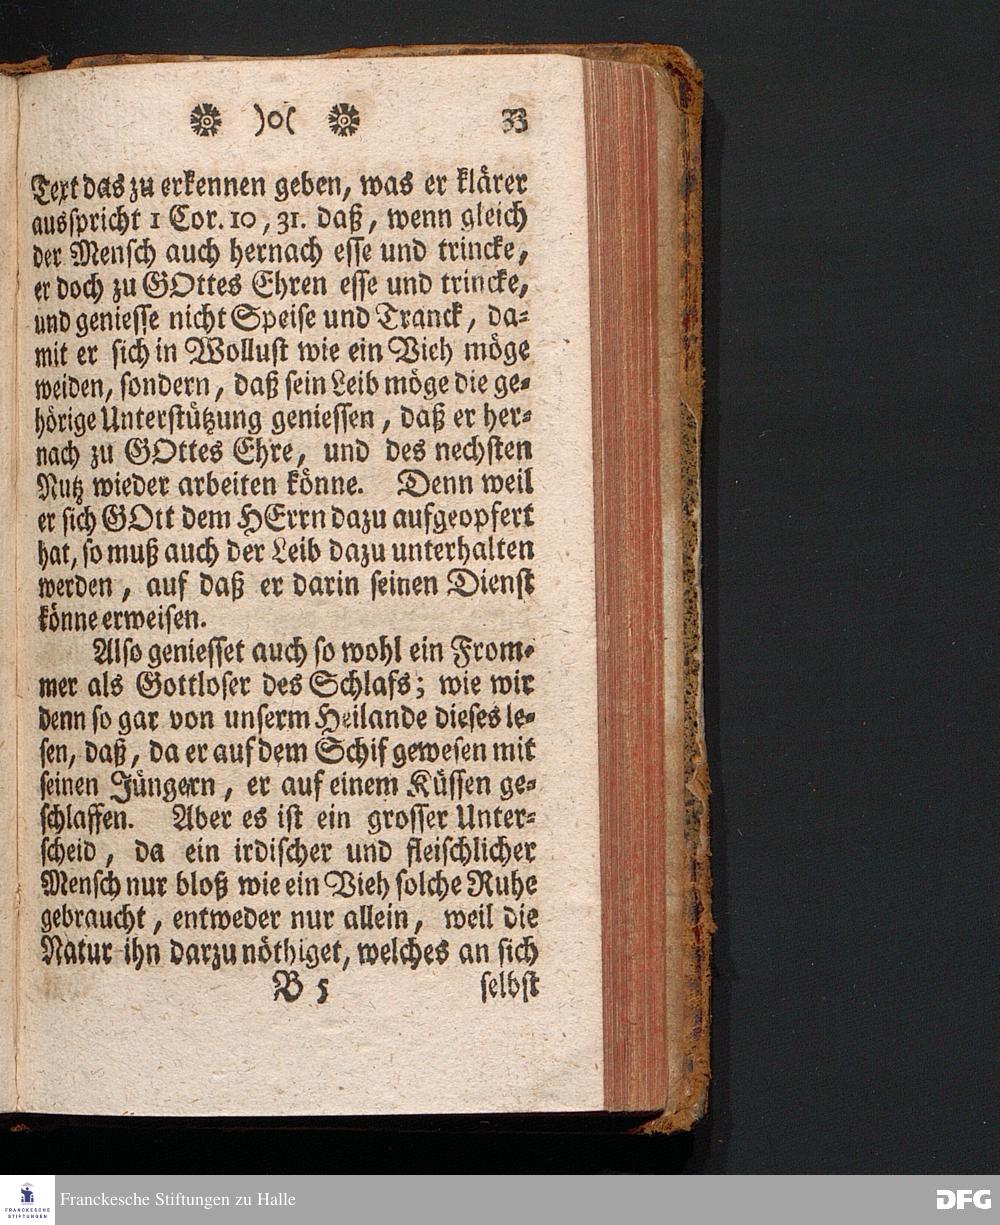 )o( 33
Text das zu erkennen geben, was er klärer
ausspricht 1 Cor. 10, 31. daß, wenn gleich
der Mensch auch hernach esse und trincke,
er doch zu GOttes Ehren esse und trincke,
und geniesse nicht Speise und Tranck, da-
mit er sich in Wollust wie ein Vieh möge
weiden, sondern, daß sein Leib möge die ge-
hörige Unterstützung geniessen, daß er her-
nach zu GOttes Ehre, und des nechsten
Nutz wieder arbeiten könne. Denn weil
er sich GOtt dem HErrn dazu aufgeopfert
hat, so muß auch der Leib dazu unterhalten
werden, auf daß er darin seinen Dienst
könne erweisen.
Also geniesset auch so wohl ein From-
mer als Gottloser des Schlafs; wie wir
denn so gar von unserm Heilande dieses le-
sen, daß, da er auf dem Schif gewesen mit
seinen Jüngern, er auf einem Küssen ge-
schlaffen. Aber es ist ein grosser Unter-
scheid, da ein irdischer und fleischlicher
Mensch nur bloß wie ein Vieh solche Ruhe
gebraucht, entweder nur allein, weil die
Natur ihn darzu nöthiget, welches an sich
B 5 selbst
FRANCKESCHE
STIFTUNGEN
Franckesche Stiftungen zu Halle
DFG